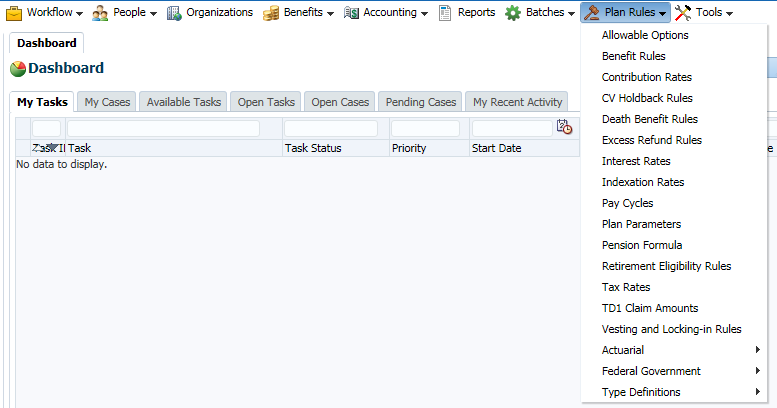 Workflow People Organizations Benefits Accounting Reports Batches Plan Rules Tools
Dashboard
Dashboard
My Tasks My Cases Available Tasks Open Tasks Open Cases Pending Cases My Recent Activity
Task Task Status Priority Start Date
No data to display.
Allowable Options
Benefit Rules
Contribution Rates
CV Holdback Rules
Death Benefit Rules
Excess Refund Rules
Interest Rates
Indexation Rates
Pay Cycles
Plan Parameters
Pension Formula
Retirement Eligibility Rules
Tax Rates
TD1 Claim Amounts
Vesting and Locking-in Rules
Actuarial
Federal Government
Type Definitions